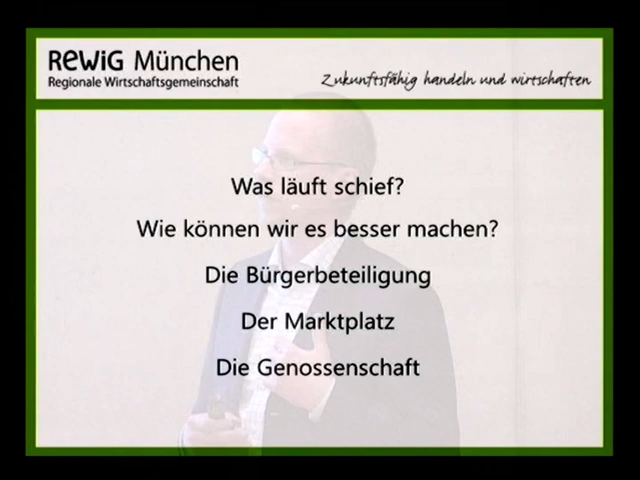 ReWiG München
Regionale Wirtschaftsgemeinschaft
Zukunftsfähig handeln und wirtschaften
Was läuft schief?
Wie können wir es besser machen?
Die Bürgerbeteiligung
Der Marktplatz
Die Genossenschaft